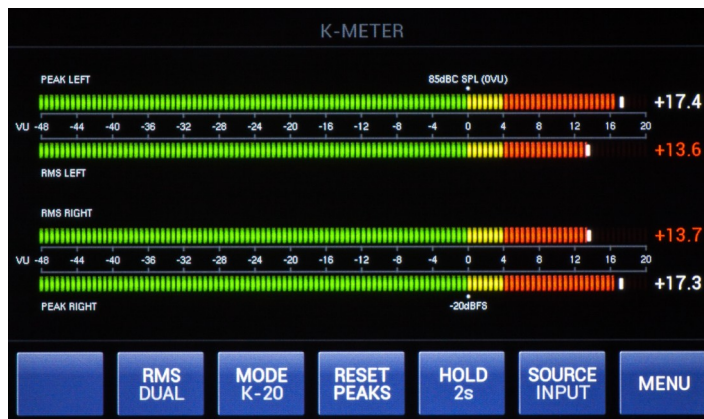 K-METER
PEAK LEFT
85dBC SPL (0VU)
+17.4
VU -48 -44 -40 -36 -32 -28 -24 -20 -16 -12 -8 -4 0 4 8 12 16 20
+13.6
RMS LEFT
RMS RIGHT
+13.7
VU -48 -44 -40 -36 -32 -28 -24 -20 -16 -12 -8 -4 0 4 8 12 16 20
+17.3
PEAK RIGHT
-20dBFS
RMS
DUAL
MODE
K-20
RESET
PEAKS
HOLD
2s
SOURCE
INPUT
MENU